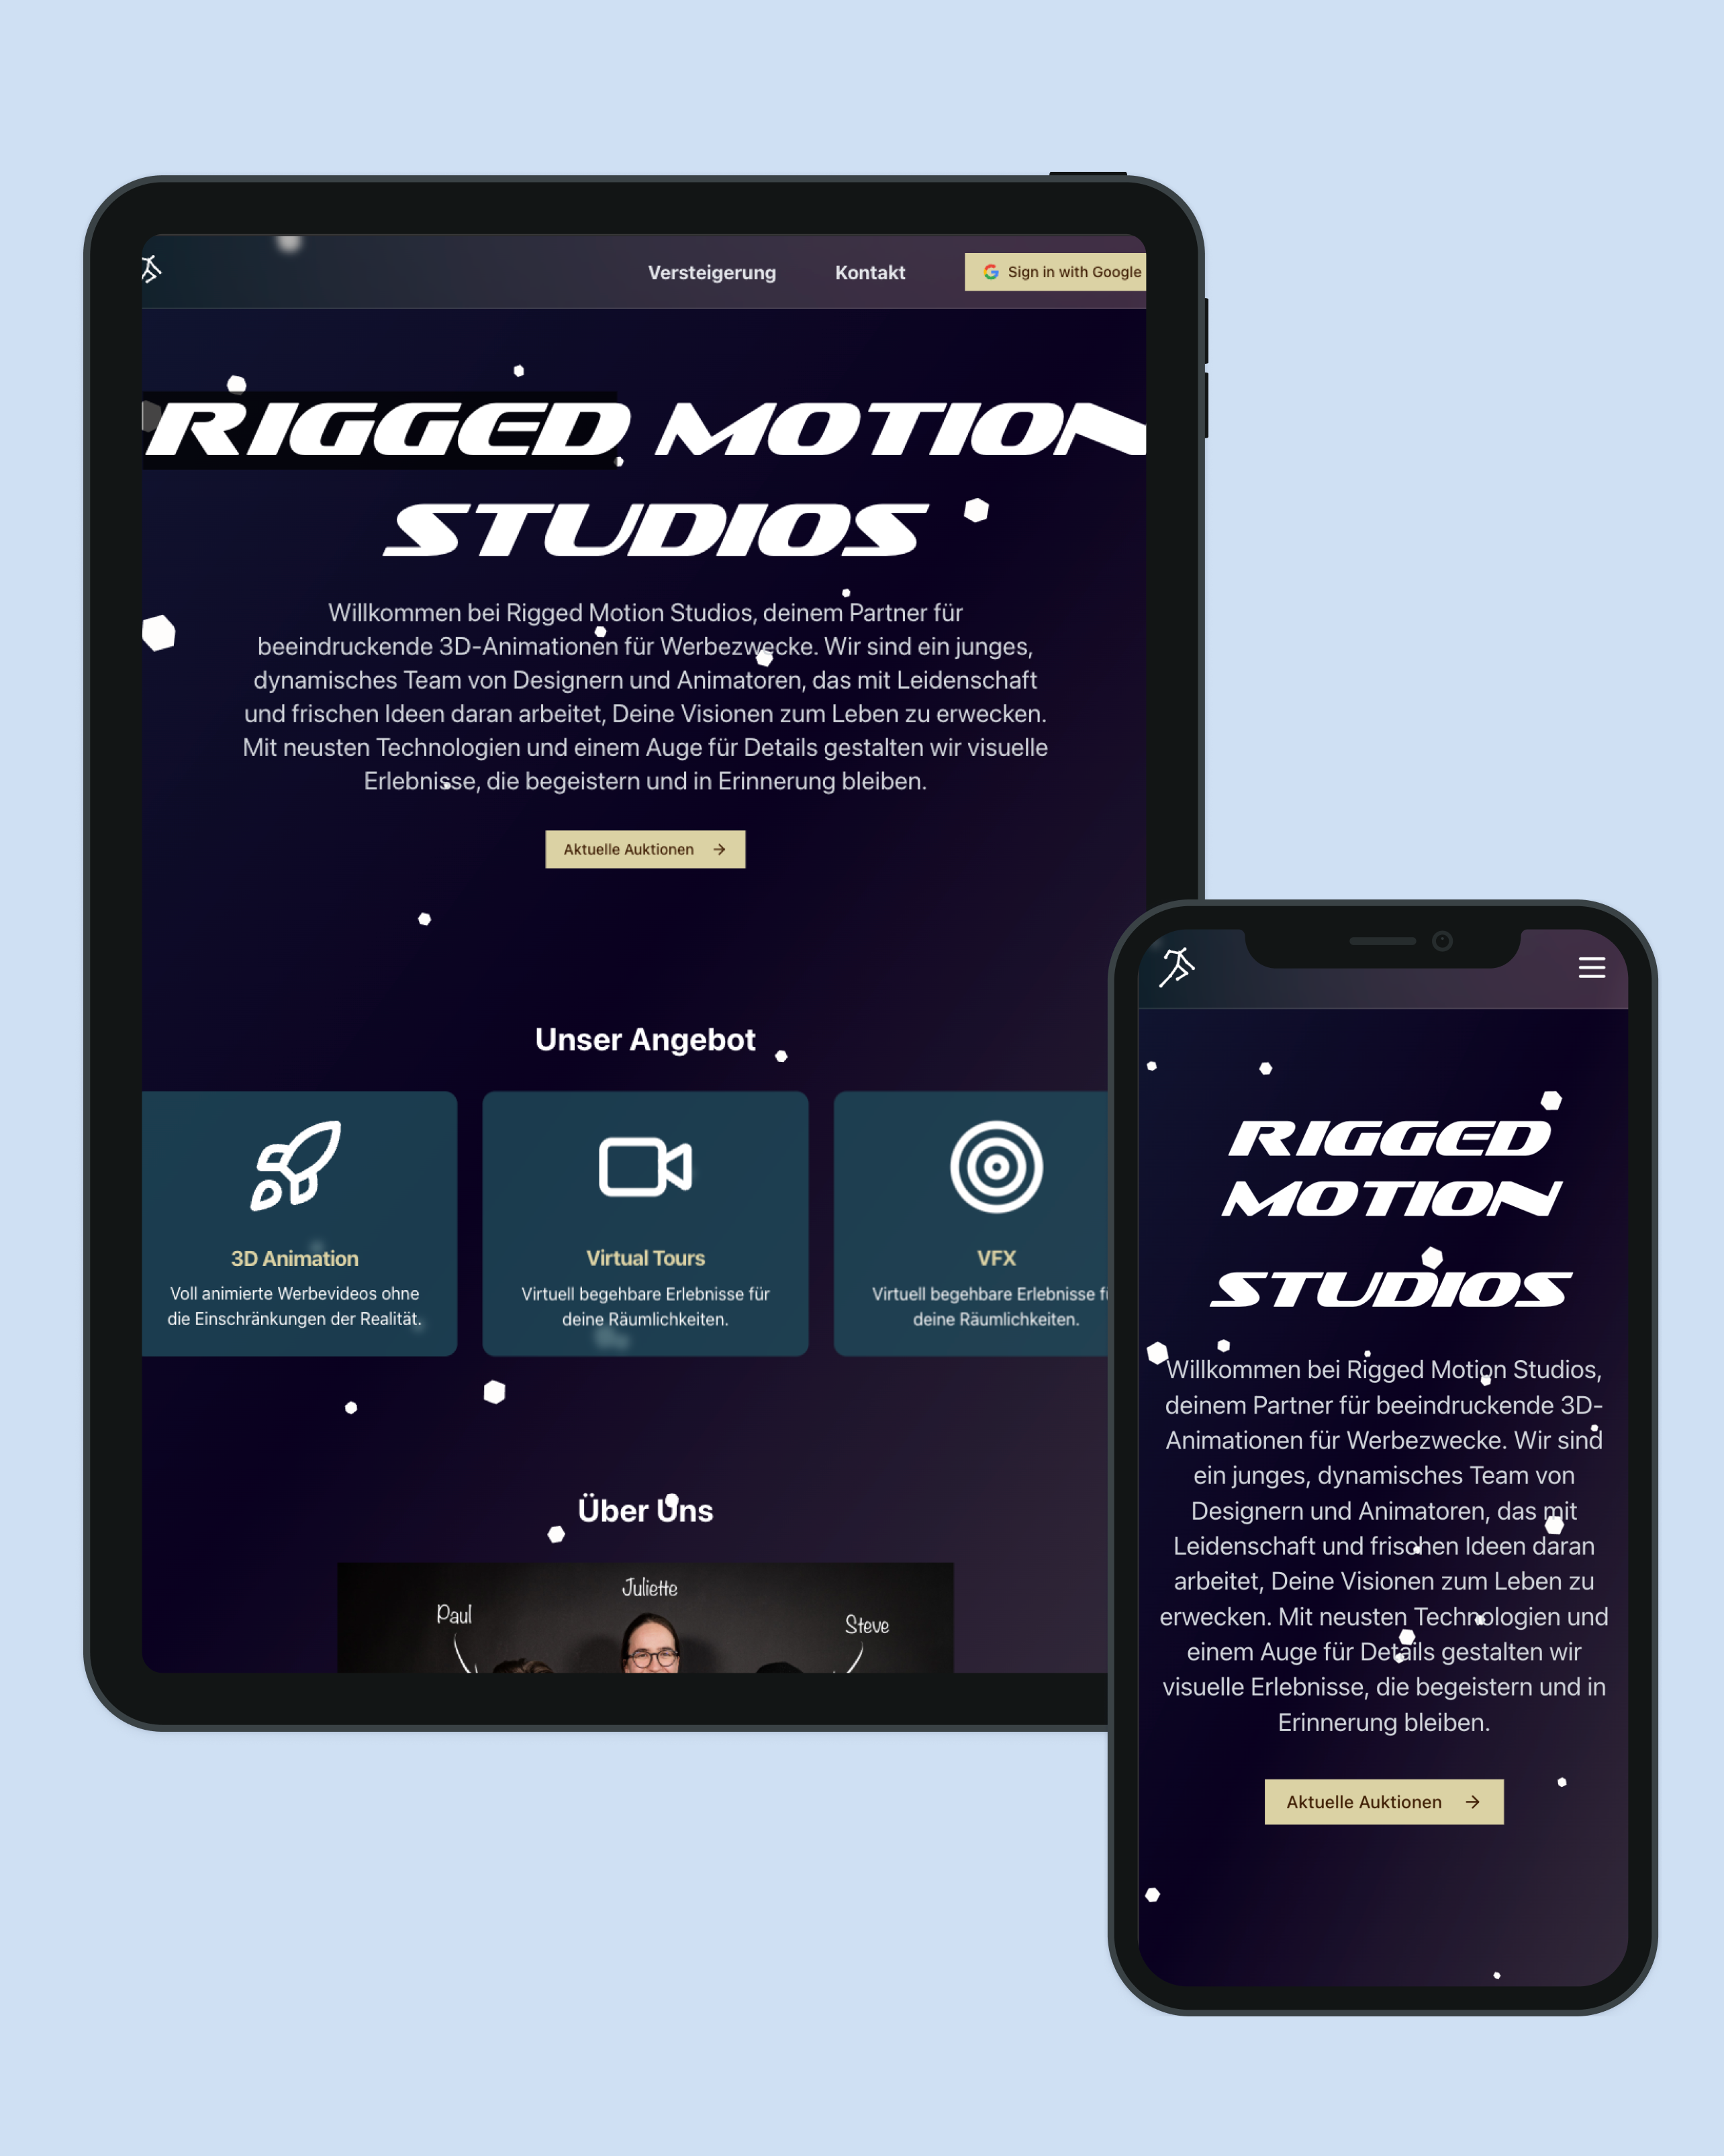 Versteigerung Kontakt Sign in with Google
RIGGED MOTION
STUDIOS
Willkommen bei Rigged Motion Studios, deinem Partner für
beeindruckende 3D-Animationen für Werbezwecke. Wir sind ein junges,
dynamisches Team von Designern und Animatoren, das mit Leidenschaft
und frischen Ideen daran arbeitet, Deine Visionen zum Leben zu erwecken.
Mit neusten Technologien und einem Auge für Details gestalten wir visuelle
Erlebnisse, die begeistern und in Erinnerung bleiben.
Aktuelle Auktionen
Unser Angebot
3D Animation
Voll animierte Werbevideos ohne
die Einschränkungen der Realität.
Virtual Tours
Virtuell begehbare Erlebnisse für
deine Räumlichkeiten.
VFX
Virtuell begehbare Erlebnisse
deine Räumlichkeiten.
Über Uns
Paul
Juliette
Steve
RIGGED
MOTION
STUDIOS
Willkommen bei Rigged Motion Studios,
deinem Partner für beeindruckende 3D-
Animationen für Werbezwecke. Wir sind
ein junges, dynamisches Team von
Designern und Animatoren, das mit
Leidenschaft und frischen Ideen daran
arbeitet, Deine Visionen zum Leben zu
erwecken. Mit neusten Technologien und
einem Auge für Details gestalten wir
visuelle Erlebnisse, die begeistern und in
Erinnerung bleiben.
Aktuelle Auktionen